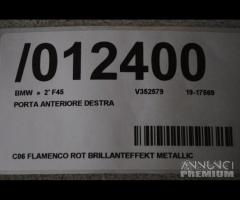 /012400
BMW » 2' F45 V352579 19-17569
PORTA ANTERIORE DESTRA
C06 FLAMENCO ROT BRILLANTEFFEKT METALLIC
ANNUNCI
PREMIUM